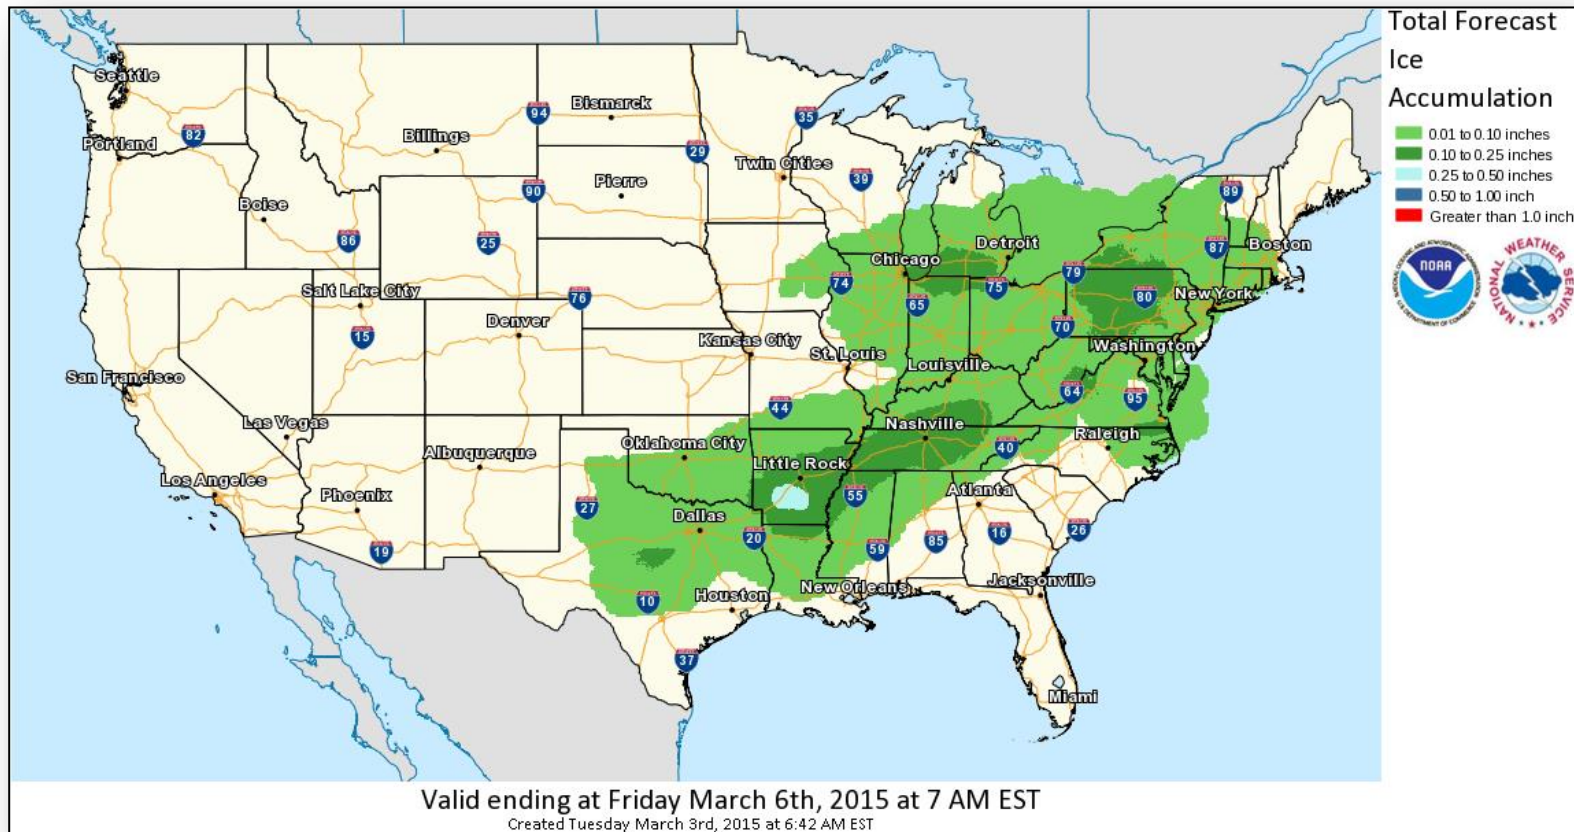 Total Forecast
Ice
Accumulation
0.01 to 0.10 inches
0.10 to 0.25 inches
0.25 to 0.50 inches
0.50 to 1.00 inch
Greater than 1.0 inch
NOAA
NATIONAL WEATHER SERVICE
Seattle
94
Bismarck
35
82
Billings
Portland
29
Twin Cities
39
90
Pierre
89
Boise
86
25
Detroit
87
Boston
Chicago
79
74
75
Salt Lake City
76
65
80
New York
Denver
15
70
Kansas City
Washington
St. Louis
Louisville
San Francisco
64
95
44
Las Vegas
Nashville
Raleigh
Oklahoma City
40
Albuquerque
Little Rock
Los Angeles
Phoenix
Atlanta
27
55
Dallas
20
16
26
19
59
85
Jacksonville
New Orleans
Houston
10
37
Miami
Valid ending at Friday March 6th, 2015 at 7 AM EST
Created Tuesday March 3rd, 2015 at 6:42 AM EST